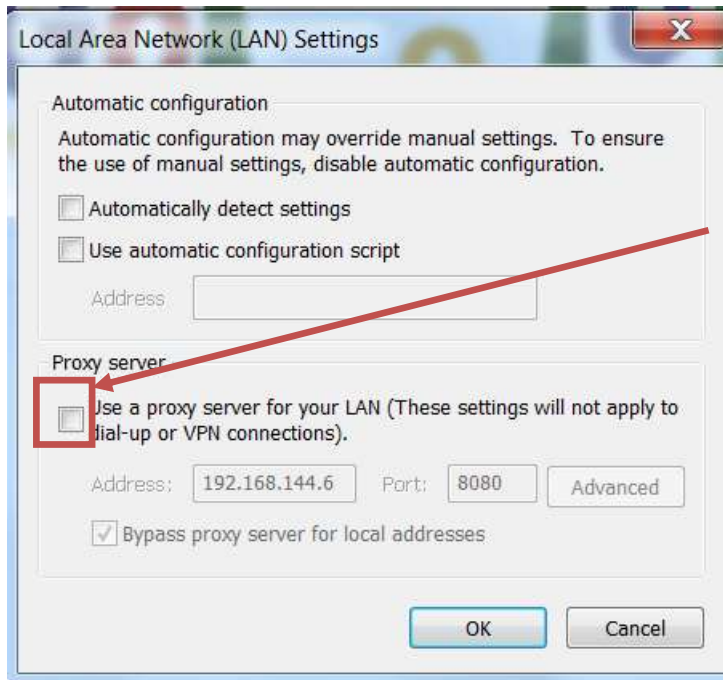 Local Area Network (LAN) Settings
X
Automatic configuration
Automatic configuration may override manual settings. To ensure
the use of manual settings, disable automatic configuration.
Automatically detect settings
Use automatic configuration script
Address
Proxy server
Use a proxy server for your LAN (These settings will not apply to
dial-up or VPN connections).
Address: 192.168.144.6 Port: 8080 Advanced
Bypass proxy server for local addresses
OK Cancel